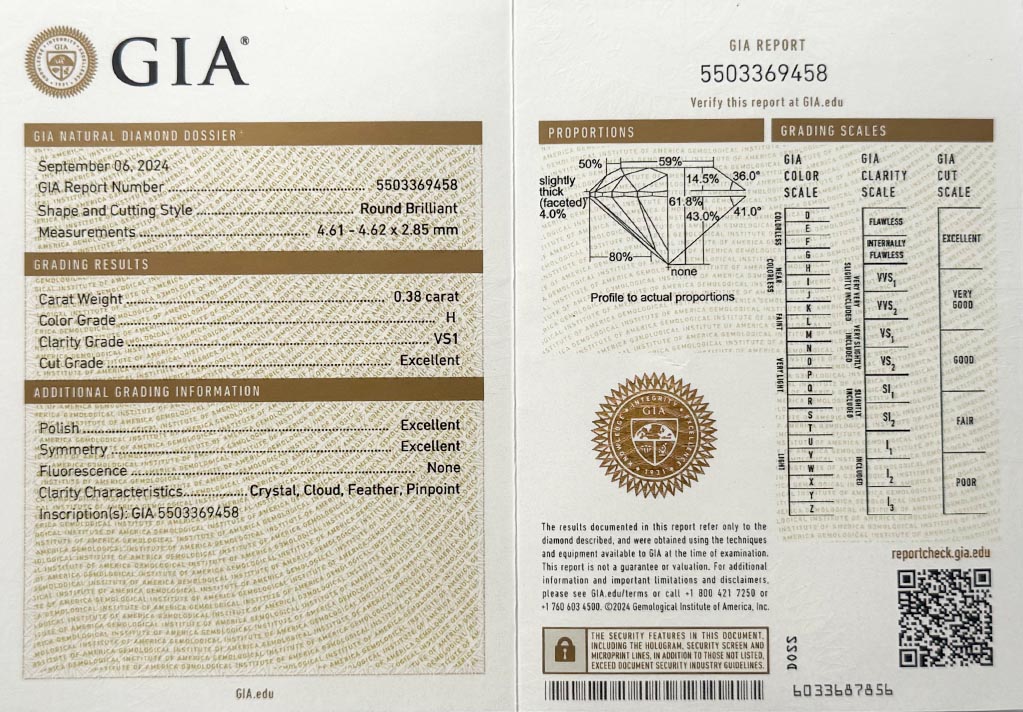 GIA®
GIA NATURAL DIAMOND DOSSIER
September 06, 2024
GIA Report Number 5503369458
Shape and Cutting Style Round Brilliant
Measurements 4.61 - 4.62 x 2.85 mm
GRADING RESULTS
Carat Weight 0.38 carat
Color Grade H
Clarity Grade VS1
Cut Grade Excellent
ADDITIONAL GRADING INFORMATION
Polish Excellent
Symmetry Excellent
Fluorescence None
Clarity Characteristics Crystal, Cloud, Feather, Pinpoint
Inscription(s): GIA 5503369458
GIA.edu
GIA REPORT
5503369458
Verify this report at GIA.edu
PROPORTIONS
50%
59%
slightly
thick
(faceted)
4.0%
14.5%
36.0°
61.8%
43.0%
41.0°
80%
none
Profile to actual proportions
GRADING SCALES
GIA
COLOR
SCALE
COLORLESS
D
E
F
NEAR COLORLESS
G
H
I
J
FAINT
K
L
M
VERY LIGHT
N
O
P
Q
R
LIGHT
S
T
U
V
W
X
Y
Z
GIA
CLARITY
SCALE
FLAWLESS
INTERNALLY
FLAWLESS
VERY VERY
SLIGHTLY INCLUDED
VVS1
VVS2
VERY SLIGHTLY
INCLUDED
VS1
VS2
SLIGHTLY
INCLUDED
SI1
SI2
INCLUDED
I1
I2
I3
GIA
CUT
SCALE
EXCELLENT
VERY
GOOD
GOOD
FAIR
POOR
GIA
INTEGRITY
The results documented in this report refer only to the
diamond described, and were obtained using the techniques
and equipment available to GIA at the time of examination.
This report is not a guarantee or valuation. For additional
information and important limitations and disclaimers,
please see GIA.edu/terms or call +1 800 421 7250 or
+1 760 603 4500. ©2024 Gemological Institute of America, Inc.
THE SECURITY FEATURES IN THIS DOCUMENT,
INCLUDING THE HOLOGRAM, SECURITY SCREEN AND
MICROPRINT LINES, IN ADDITION TO THOSE NOT LISTED,
EXCEED DOCUMENT SECURITY INDUSTRY GUIDELINES.
reportcheck.gia.edu
6033687856